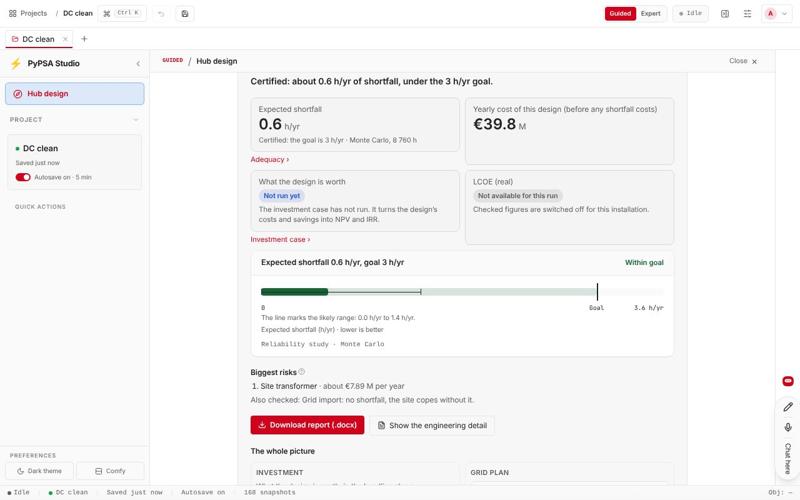 Projects / DC clean Ctrl K Guided Expert Idle A
DC clean
PyPSA Studio
GUIDED / Hub design Close
Hub design
PROJECT
DC clean
Saved just now
Autosave on · 5 min
QUICK ACTIONS
Certified: about 0.6 h/yr of shortfall, under the 3 h/yr goal.
Expected shortfall
0.6 h/yr
Certified: the goal is 3 h/yr · Monte Carlo, 8 760 h
Adequacy ›
Yearly cost of this design (before any shortfall costs)
€39.8 M
What the design is worth
Not run yet
The investment case has not run. It turns the design's
costs and savings into NPV and IRR.
Investment case ›
LCOE (real)
Not available for this run
Checked figures are switched off for this installation.
Expected shortfall 0.6 h/yr, goal 3 h/yr Within goal
0 Goal 3.6 h/yr
The line marks the likely range: 0.0 h/yr to 1.4 h/yr.
Expected shortfall (h/yr) · lower is better
Reliability study · Monte Carlo
Biggest risks
1. Site transformer · about €7.89 M per year
Also checked: Grid import: no shortfall, the site copes without it.
Download report (.docx) Show the engineering detail
The whole picture
INVESTMENT GRID PLAN
Chat here
PREFERENCES
Dark theme Comfy
Idle DC clean Saved just now Autosave on 168 snapshots Obj: —